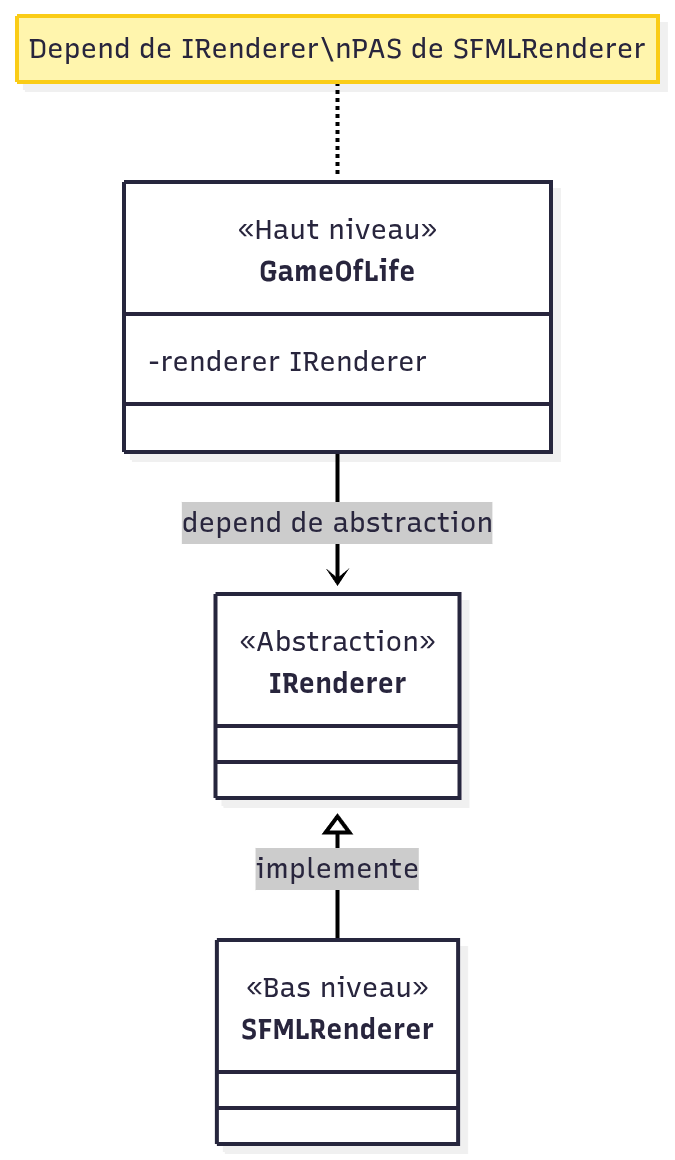 Depend de IRenderer\nPAS de SFMLRenderer
«Haut niveau»
GameOfLife
-renderer IRenderer
depend de abstraction
«Abstraction»
IRenderer
implemente
«Bas niveau»
SFMLRenderer